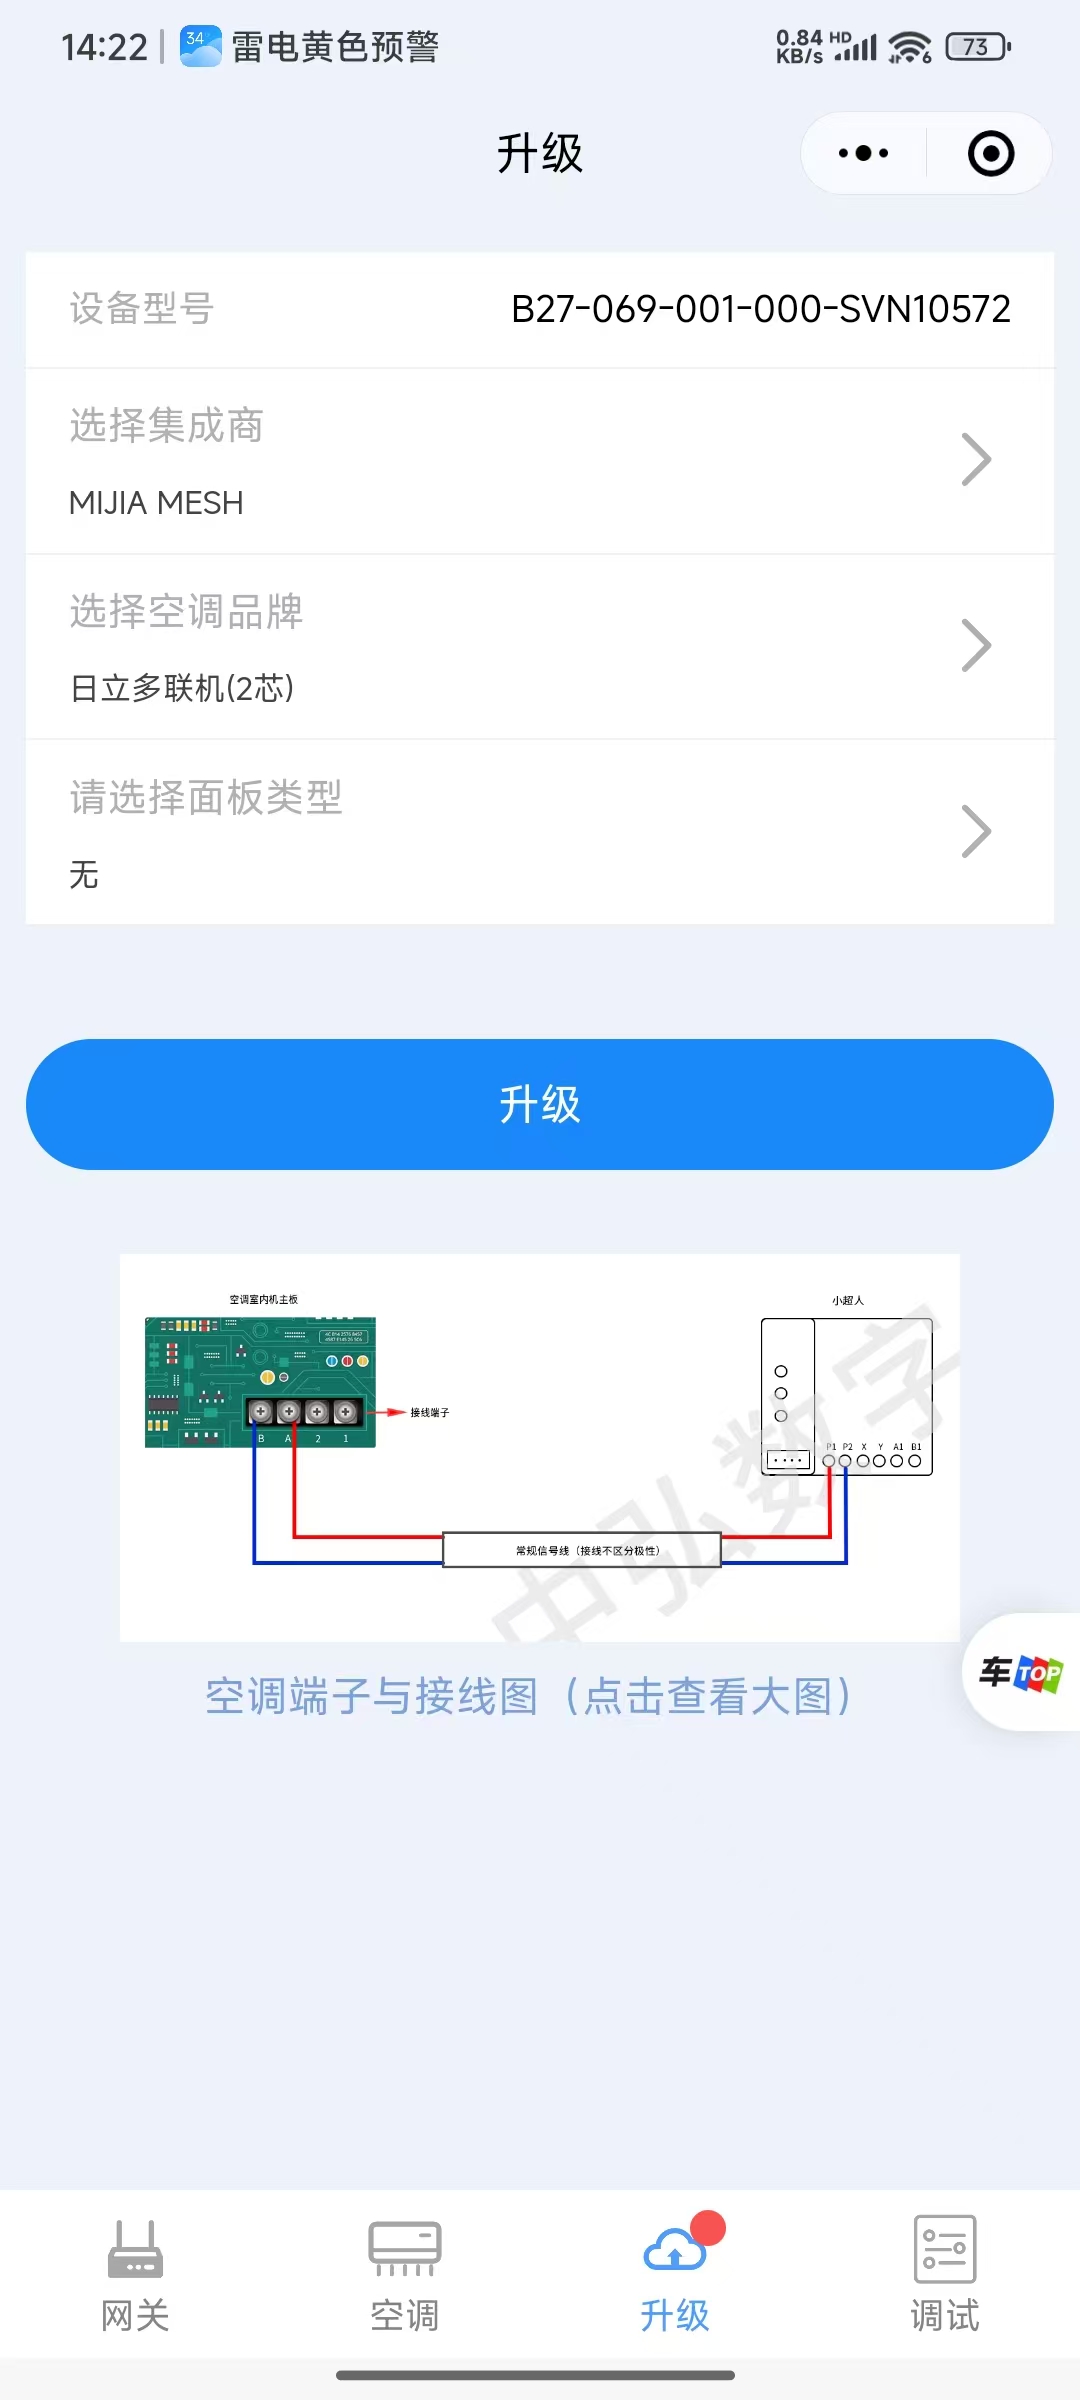 14:22 34° 雷电黄色预警 0.84 KB/s HD 6 73
升级
设备型号 B27-069-001-000-SVN10572
选择集成商
MIJIA MESH
选择空调品牌
日立多联机(2芯)
请选择面板类型
无
升级
空调室内机主板 小超人
接线端子
B A 2 1
P1 P2 X Y A1 B1
常规信号线（接线不区分极性）
中弘数字
空调端子与接线图（点击查看大图）
车TOP
网关 空调 升级 调试